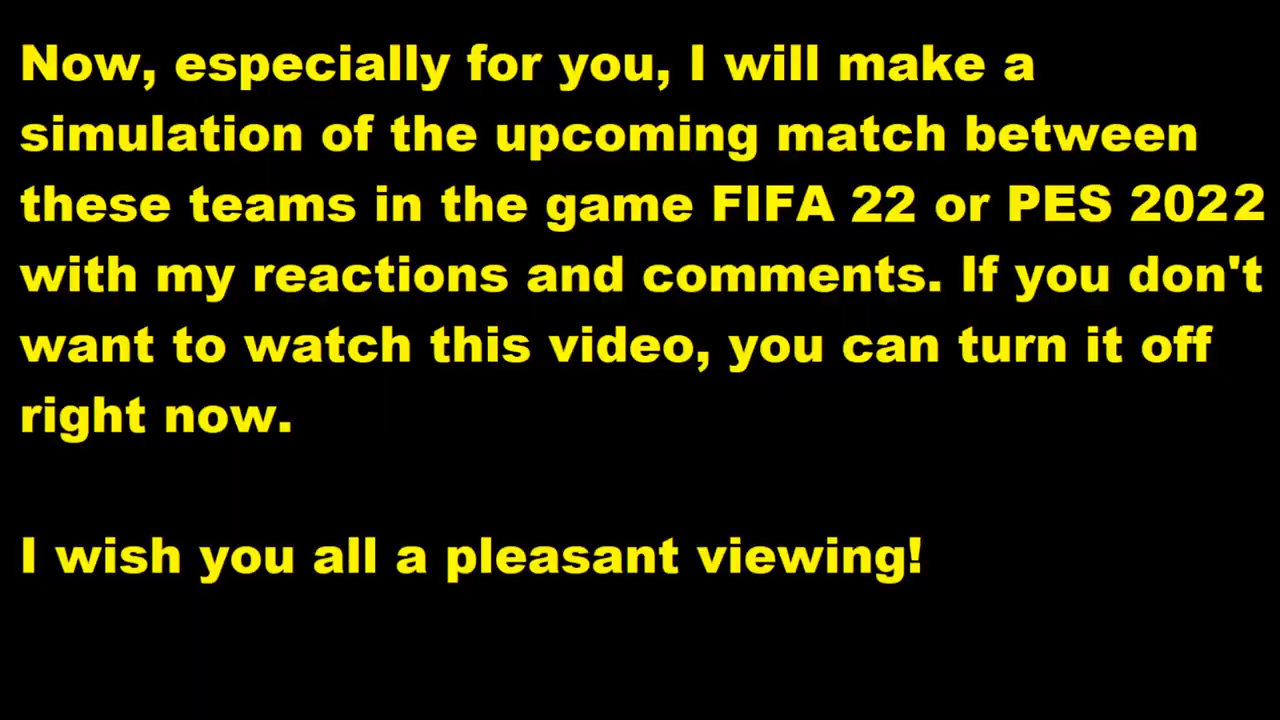 Now, especially for you, I will make a
simulation of the upcoming match between
these teams in the game FIFA 22 or PES 2022
with my reactions and comments. If you don't
want to watch this video, you can turn it off
right now.
I wish you all a pleasant viewing!